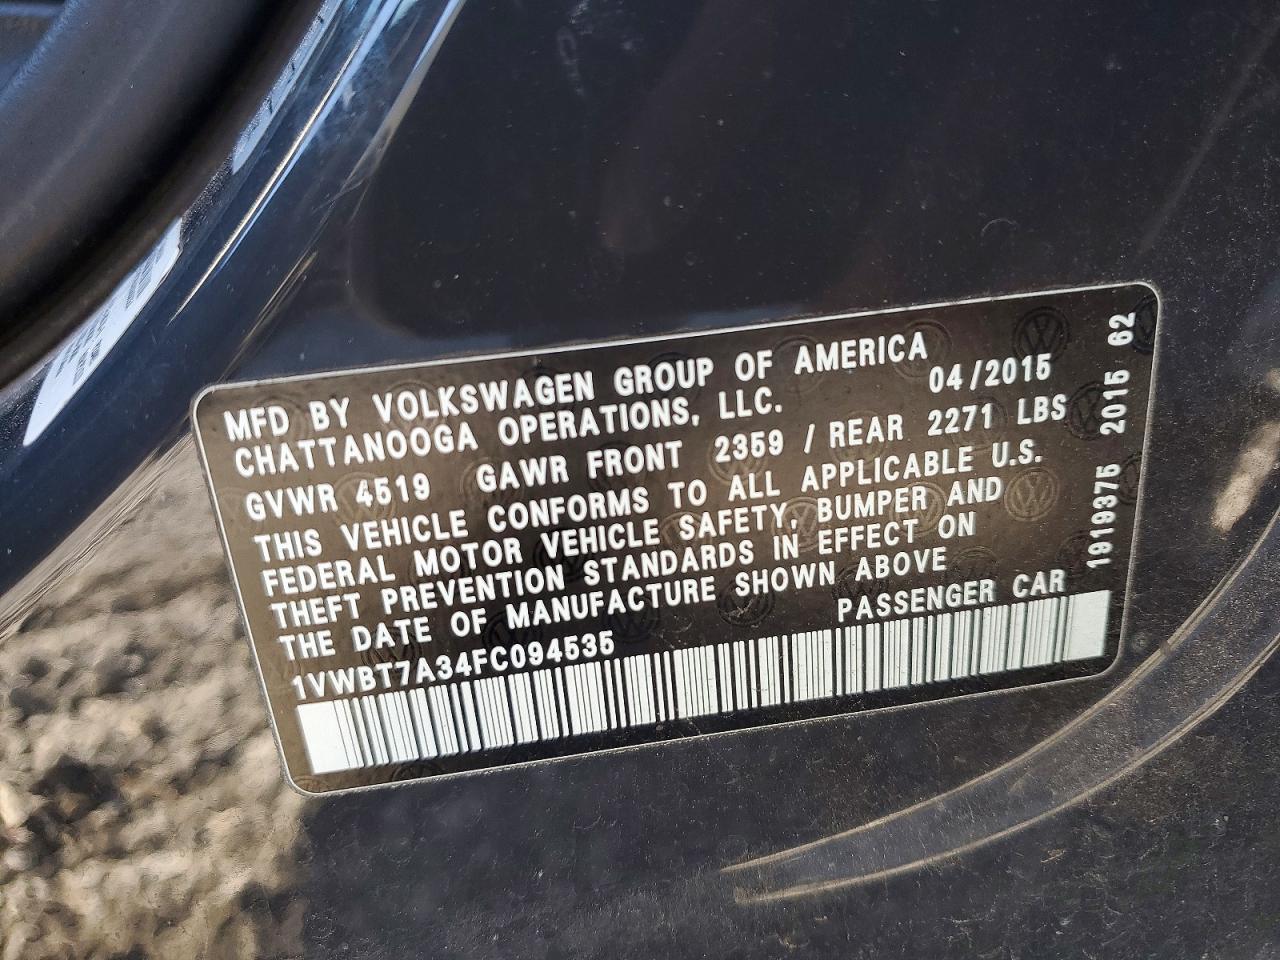 MFD BY VOLKSWAGEN GROUP OF AMERICA
CHATTANOOGA OPERATIONS, LLC. 04/2015
GVWR 4519 GAWR FRONT 2359 / REAR 2271 LBS
THIS VEHICLE CONFORMS TO ALL APPLICABLE U.S.
FEDERAL MOTOR VEHICLE SAFETY, BUMPER AND
THEFT PREVENTION STANDARDS IN EFFECT ON
THE DATE OF MANUFACTURE SHOWN ABOVE
1VWBT7A34FC094535 PASSENGER CAR
1919375 2015 62